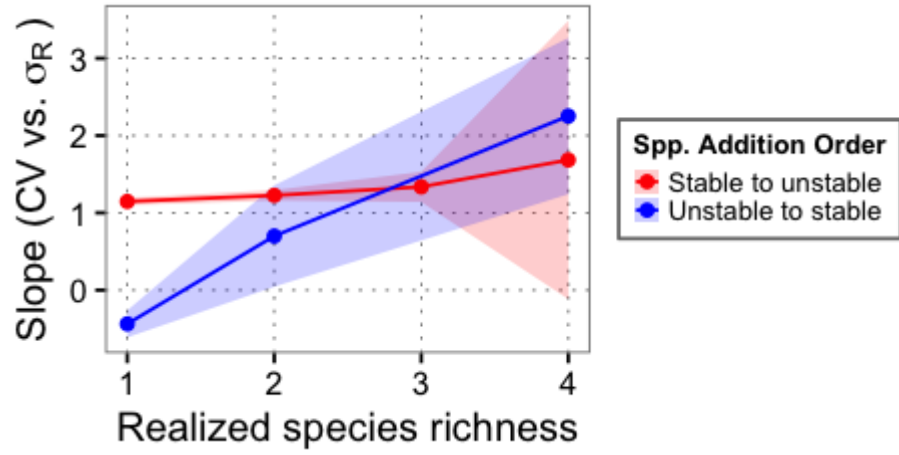 Slope (CV vs. σR )
3
2
1
0
1 2 3 4
Realized species richness
Spp. Addition Order
Stable to unstable
Unstable to stable